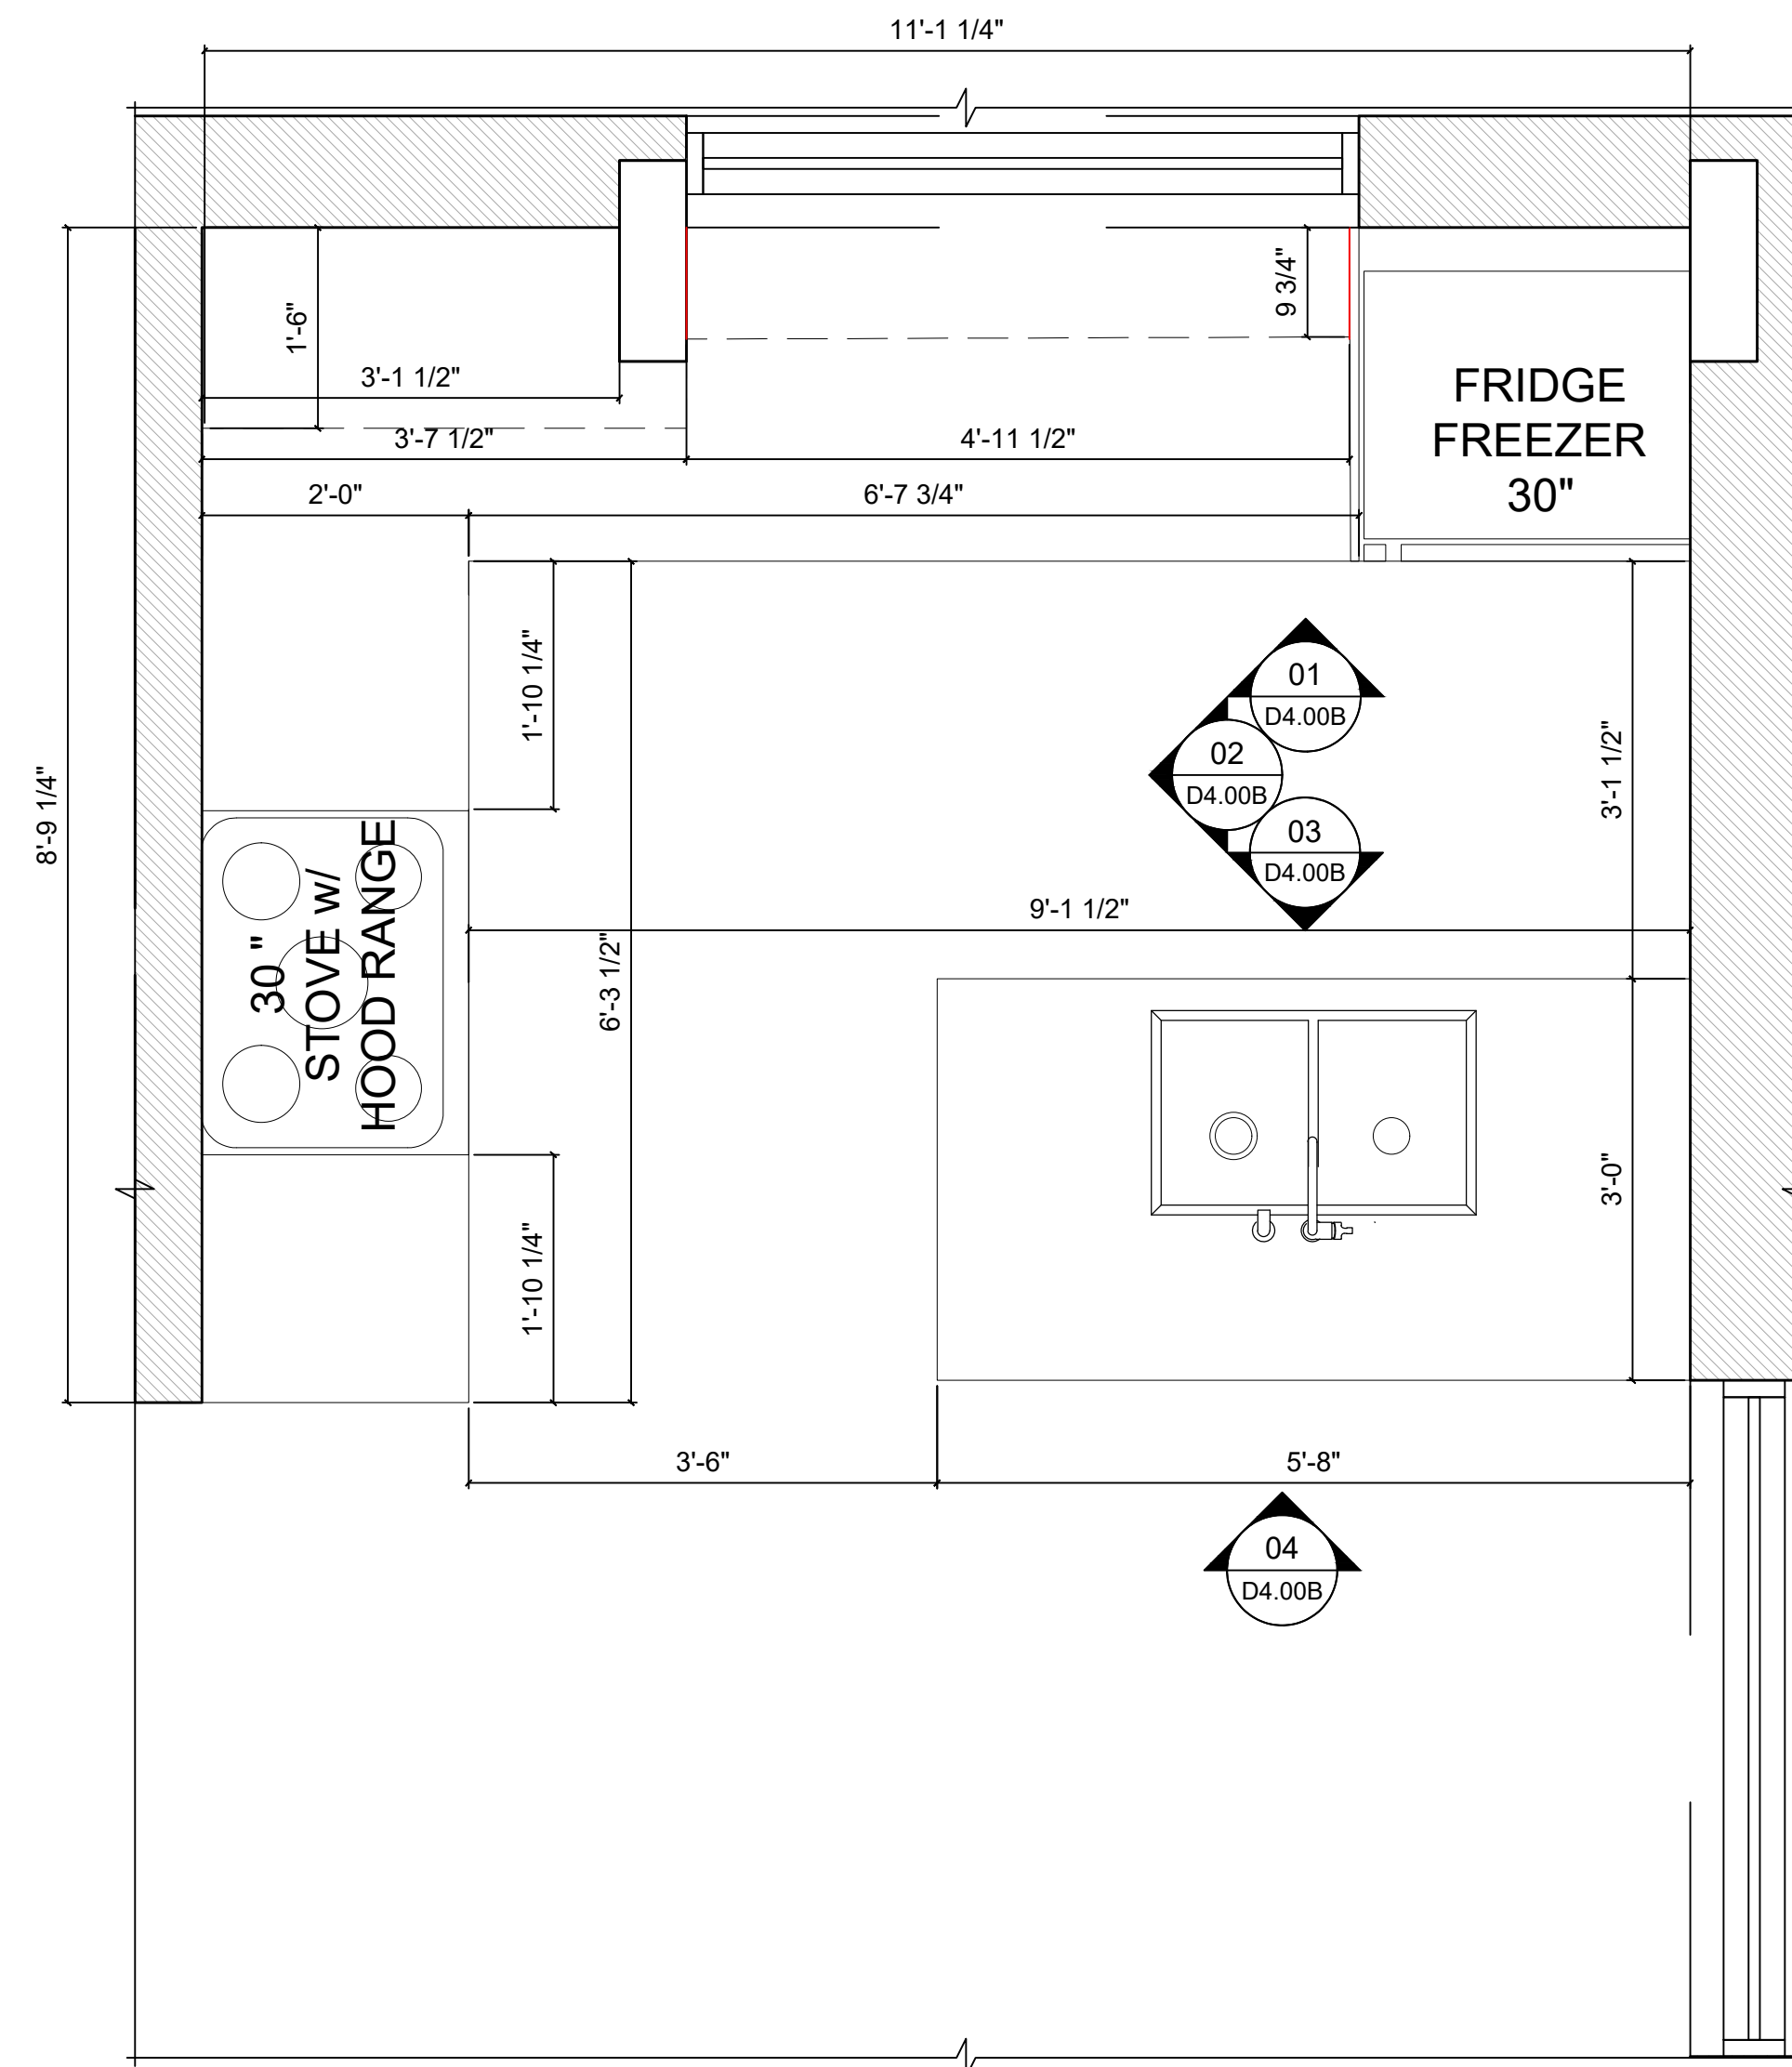 11'-1 1/4"
9 3/4"
1'-6"
3'-1 1/2"
FRIDGE
FREEZER
30"
3'-7 1/2"
4'-11 1/2"
2'-0"
6'-7 3/4"
1'-10 1/4"
01
D4.00B
02
D4.00B
03
D4.00B
3'-1 1/2"
8'-9 1/4"
30 "
STOVE w/
HOOD RANGE
9'-1 1/2"
6'-3 1/2"
3'-0"
1'-10 1/4"
3'-6"
5'-8"
04
D4.00B